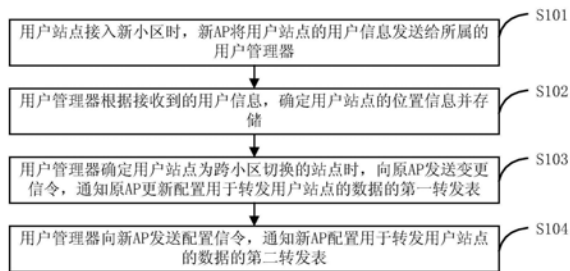 用户站点接入新小区时，新AP将用户站点的用户信息发送给所属的
用户管理器
S101
用户管理器根据接收到的用户信息，确定用户站点的位置信息并存
储
S102
用户管理器确定用户站点为跨小区切换的站点时，向原AP发送变更
信令，通知原AP更新配置用于转发用户站点的数据的第一转发表
S103
用户管理器向新AP发送配置信令，通知新AP配置用于转发用户站点
的数据的第二转发表
S104